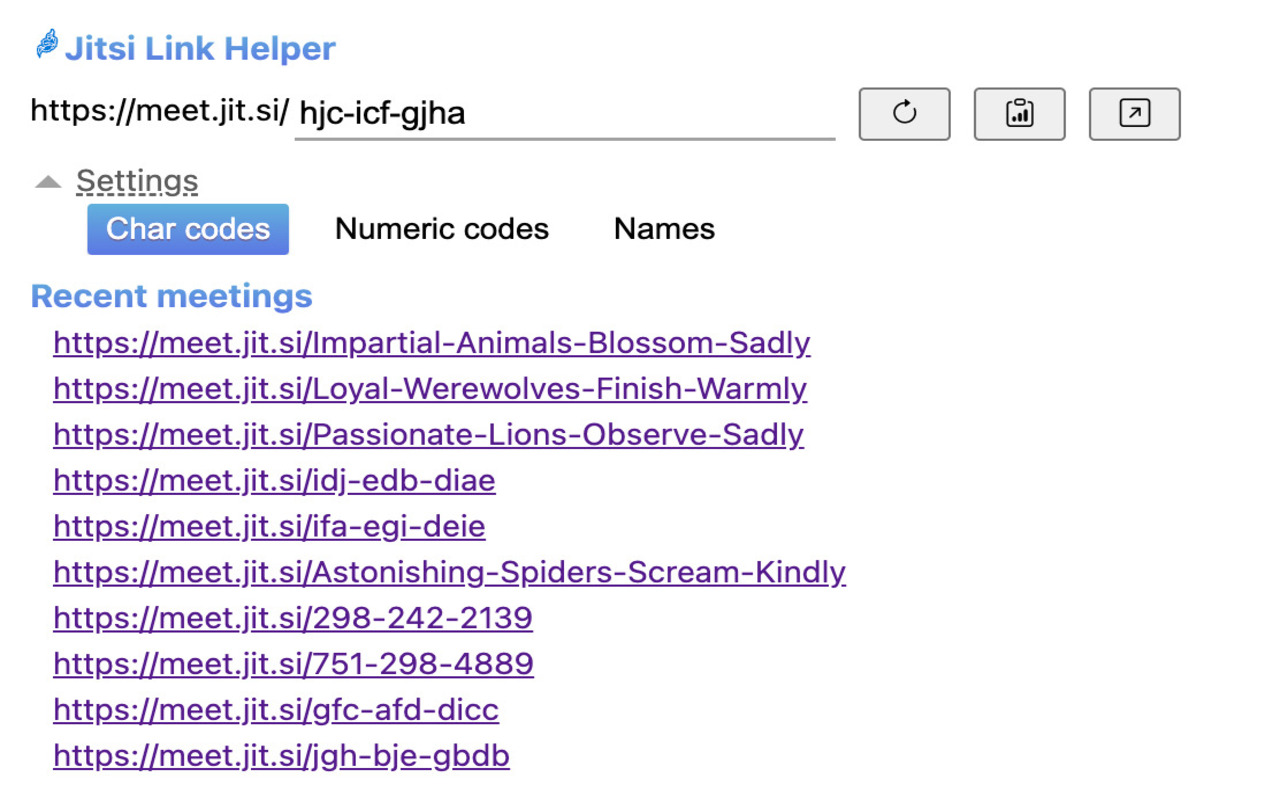 Jitsi Link Helper
https://meet.jit.si/ hjc-icf-gjha
Settings
Char codes Numeric codes Names
Recent meetings
https://meet.jit.si/Impartial-Animals-Blossom-Sadly
https://meet.jit.si/Loyal-Werewolves-Finish-Warmly
https://meet.jit.si/Passionate-Lions-Observe-Sadly
https://meet.jit.si/idj-edb-diae
https://meet.jit.si/ifa-egi-deie
https://meet.jit.si/Astonishing-Spiders-Scream-Kindly
https://meet.jit.si/298-242-2139
https://meet.jit.si/751-298-4889
https://meet.jit.si/gfc-afd-dicc
https://meet.jit.si/jgh-bje-gbdb